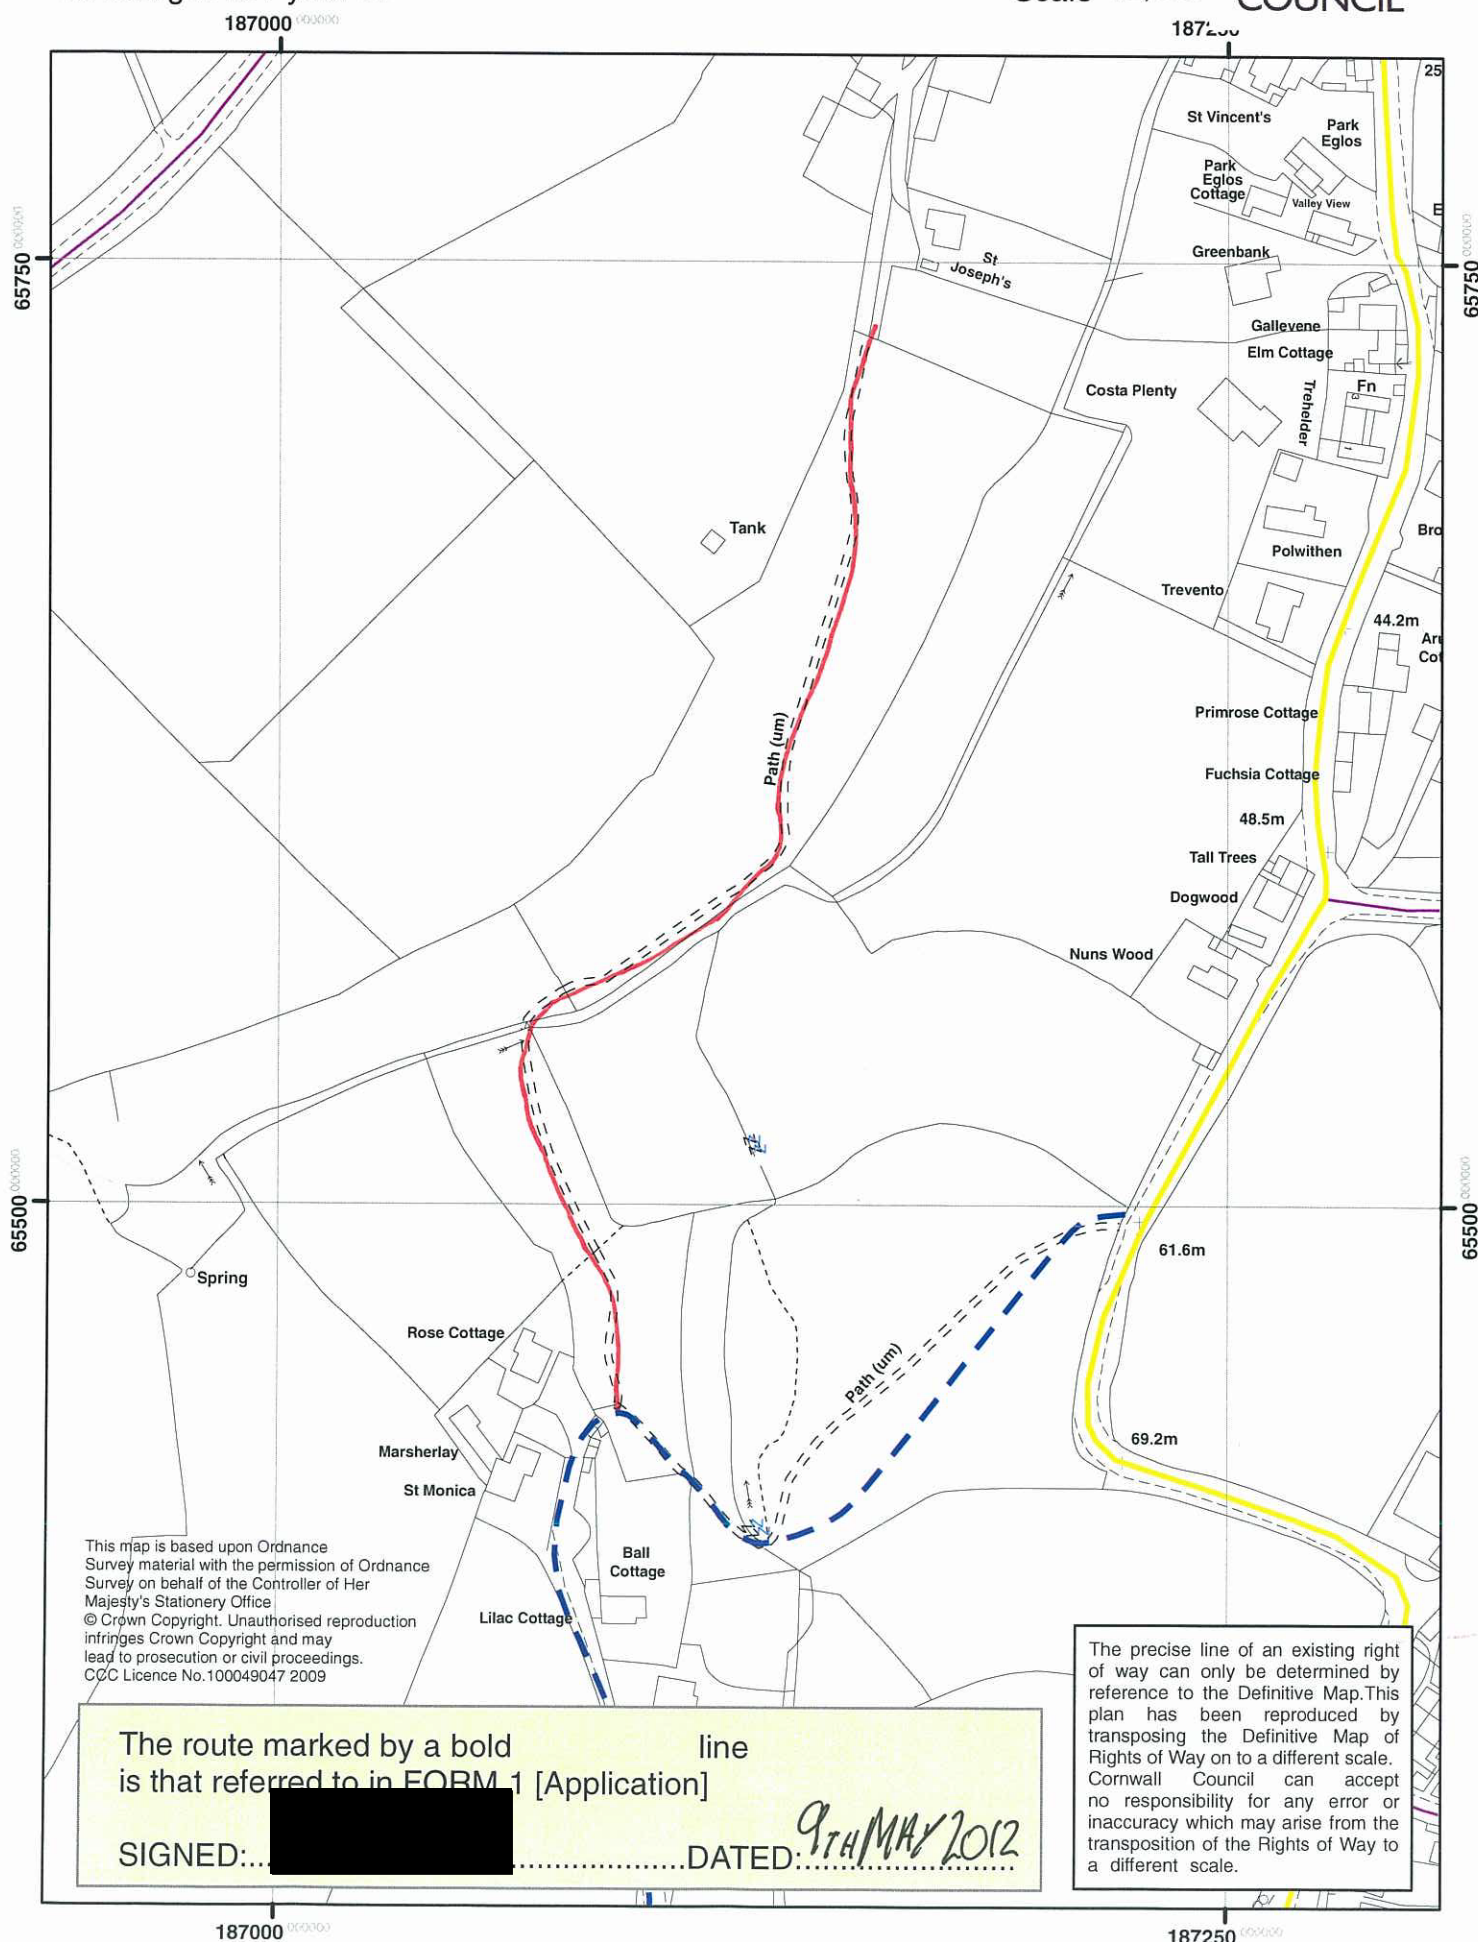 Scale
COUNCIL
187000
65750
65750
25
St Vincent's
Park
Eglos
Park
Eglos
Cottage
Valley View
E
Greenbank
St
Joseph's
Gallevene
Elm Cottage
Fn
Costa Plenty
Trehelder
3
1
Tank
Bro
Polwithen
Trevento
44.2m
Cot
Primrose Cottage
Path (um)
Fuchsia Cottage
48.5m
Tall Trees
Dogwood
Nuns Wood
65500
65500
61.6m
Spring
Rose Cottage
Path (um)
69.2m
Marsherlay
St Monica
Ball
Cottage
Lilac Cottage
This map is based upon Ordnance
Survey material with the permission of Ordnance
Survey on behalf of the Controller of Her
Majesty's Stationery Office
© Crown Copyright. Unauthorised reproduction
infringes Crown Copyright and may
lead to prosecution or civil proceedings.
CCC Licence No.100049047 2009
The precise line of an existing right
of way can only be determined by
reference to the Definitive Map.This
plan has been reproduced by
transposing the Definitive Map of
Rights of Way on to a different scale.
Cornwall Council can accept
no responsibility for any error or
inaccuracy which may arise from the
transposition of the Rights of Way to
a different scale.
The route marked by a bold line
is that referred to in FORM 1 [Application]
SIGNED:... DATED: 9TH MAY 2012
187000
187250